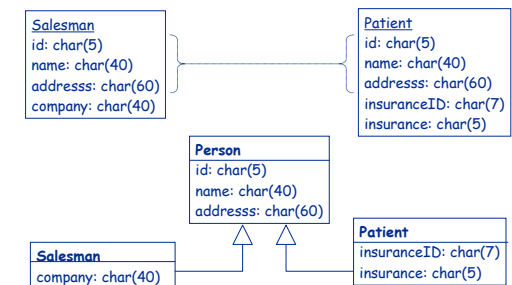 Salesman
id: char(5)
name: char(40)
addresss: char(60)
company: char(40)
Patient
id: char(5)
name: char(40)
addresss: char(60)
insuranceID: char(7)
insurance: char(5)
Person
id: char(5)
name: char(40)
addresss: char(60)
Salesman
company: char(40)
Patient
insuranceID: char(7)
insurance: char(5)